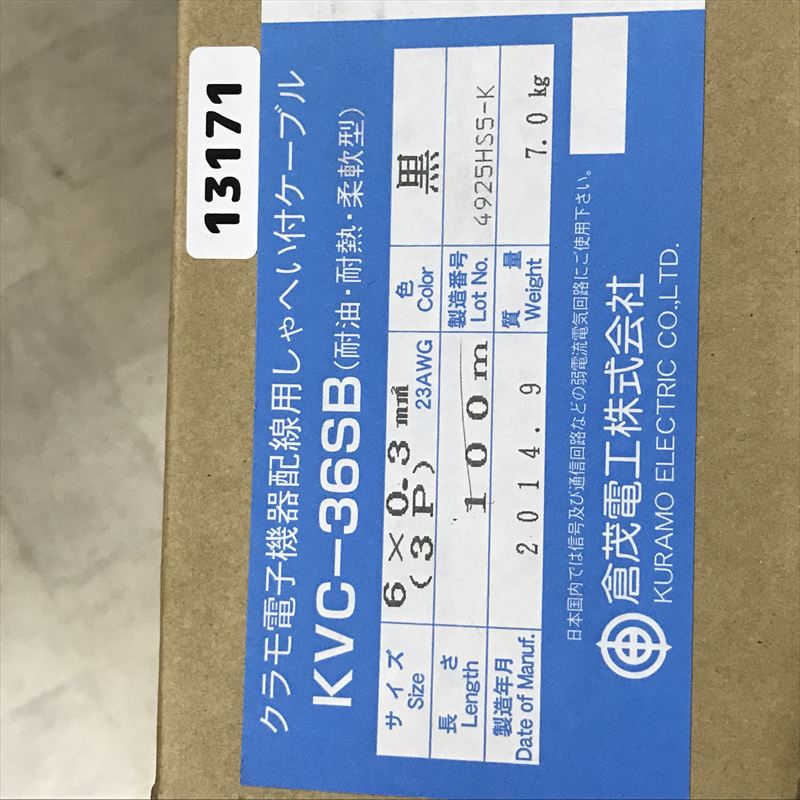 13171
クラモ電子機器配線用しゃへい付ケーブル
KVC-36SB(耐油・耐熱・柔軟型)
サイズ Size 6×0.3㎟ (3P) 23AWG 色 Color 黒
長さ Length 100m 製造番号 Lot No. 4925HS5-K
製造年月 Date of Manuf. 2014.9 質量 Weight 7.0kg
日本国内では信号及び通信回路などの弱電流電気回路にご使用下さい。
倉茂電工株式会社
KURAMO ELECTRIC CO.,LTD.